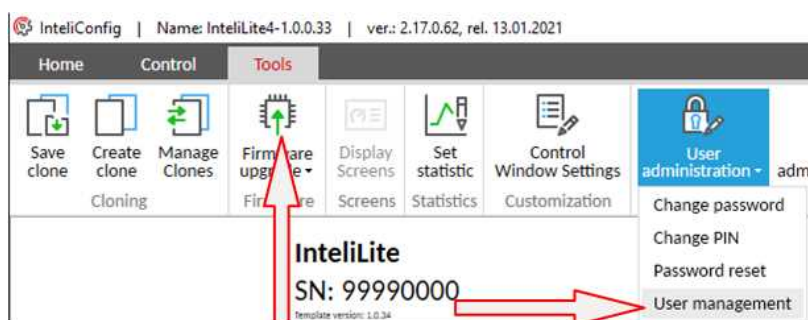 InteliConfig | Name: InteliLite4-1.0.0.33 | ver.: 2.17.0.62, rel. 13.01.2021
Home Control Tools
Save clone
Create clone
Manage Clones
Firmware upgrade
Display Screens
Set statistic
Control Window Settings
User administration
adm
Cloning Firmware Screens Statistics Customization
Change password
Change PIN
Password reset
User management
InteliLite
SN: 99990000
Template version: 1.0.34